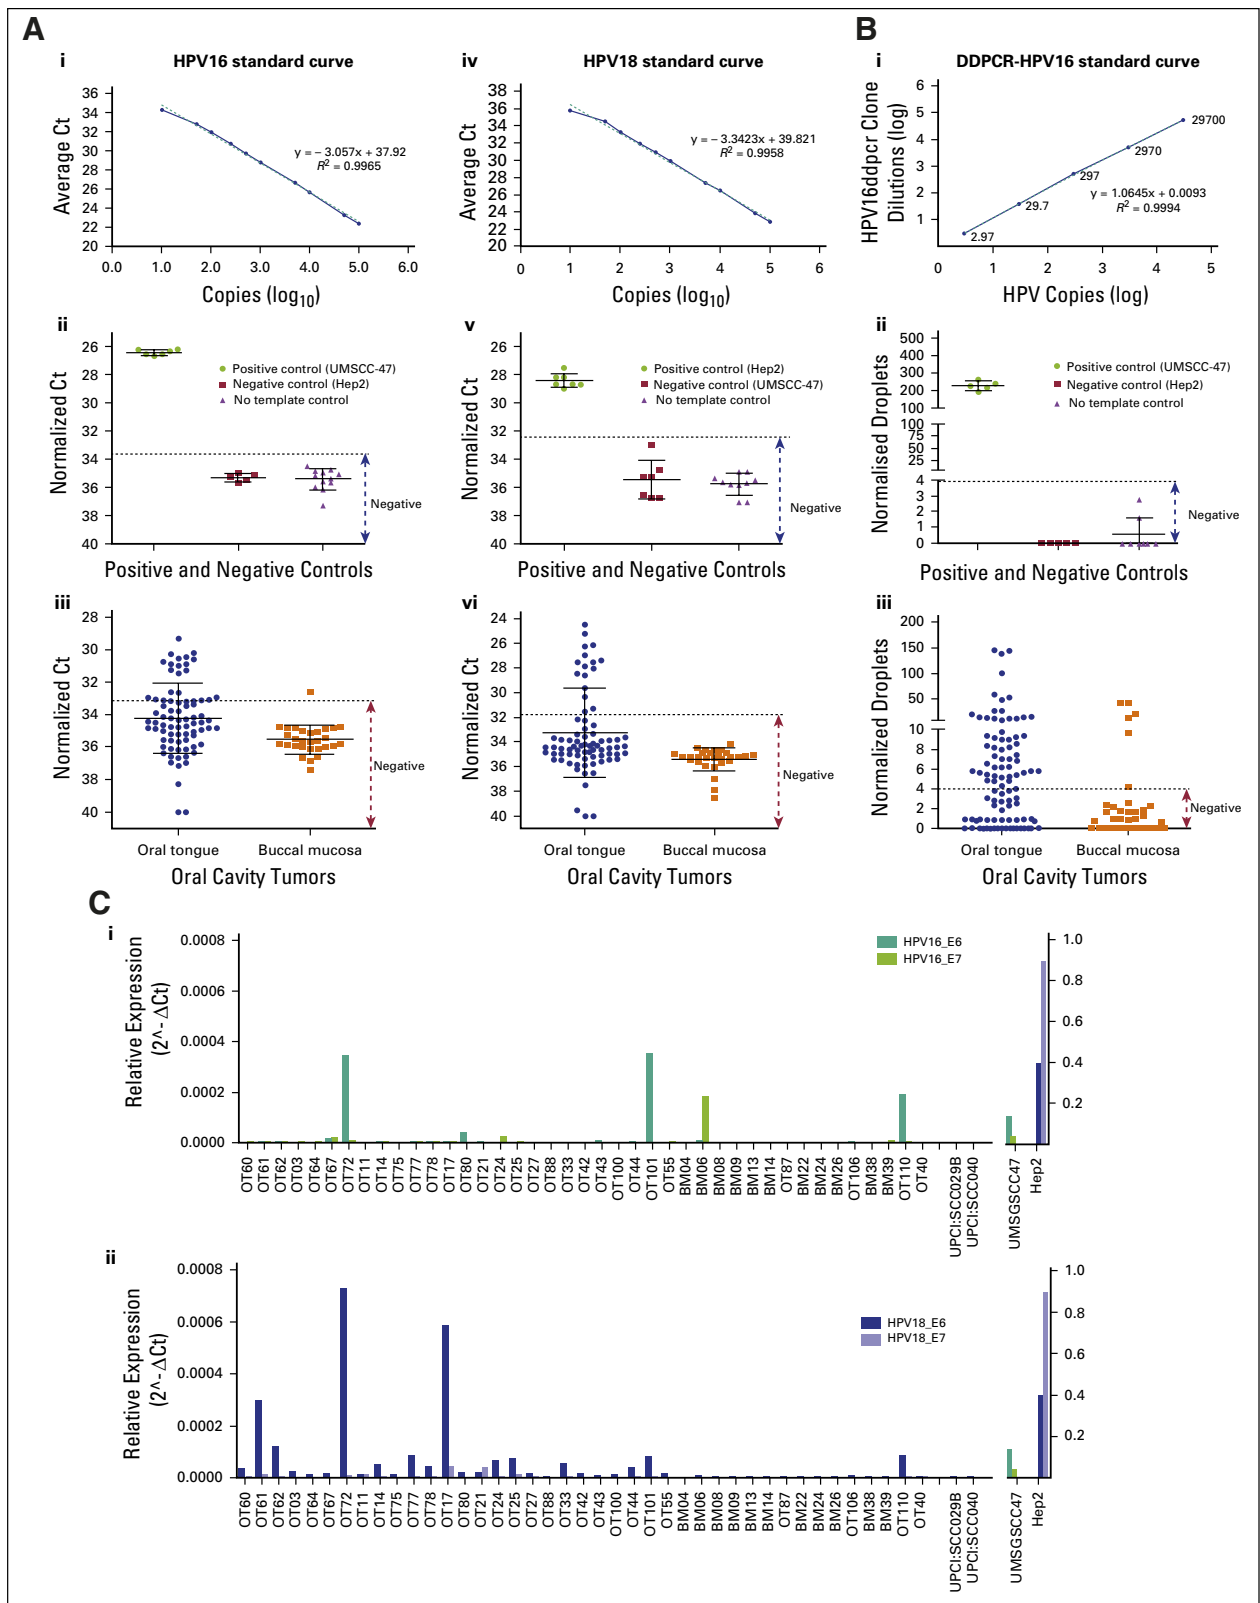 A
B
i
HPV16 standard curve
Average Ct
36
34
32
30
28
26
24
22
20
y = – 3.057x + 37.92
R² = 0.9965
0.0 1.0 2.0 3.0 4.0 5.0 6.0
Copies (log10)
iv
HPV18 standard curve
Average Ct
38
36
34
32
30
28
26
24
22
20
y = – 3.3423x + 39.821
R² = 0.9958
0 1 2 3 4 5 6
Copies (log10)
i
DDPCR-HPV16 standard curve
HPV16ddpcr Clone
Dilutions (log)
6
5
4
3
2
1
29700
2970
297
29.7
2.97
y = 1.0645x + 0.0093
R² = 0.9994
0 1 2 3 4 5
HPV Copies (log)
ii
Normalized Ct
26
28
30
32
34
36
38
40
Positive control (UMSCC-47)
Negative control (Hep2)
No template control
Negative
Positive and Negative Controls
v
Normalized Ct
26
28
30
32
34
36
38
40
Positive control (Hep2)
Negative control (UMSCC-47)
No template control
Negative
Positive and Negative Controls
ii
Normalised Droplets
500
400
300
200
100
100
75
50
25
4
3
2
1
0
Positive control (UMSCC-47)
Negative control (Hep2)
No template control
Negative
Positive and Negative Controls
iii
Normalized Ct
28
30
32
34
36
38
40
Negative
Oral tongue Buccal mucosa
Oral Cavity Tumors
vi
Normalized Ct
24
26
28
30
32
34
36
38
40
Negative
Oral tongue Buccal mucosa
Oral Cavity Tumors
iii
Normalized Droplets
200
150
100
50
10
8
6
4
2
0
Negative
Oral tongue Buccal mucosa
Oral Cavity Tumors
C
i
Relative Expression
(2^-ΔCt)
0.0008
0.0006
0.0004
0.0002
0.0000
HPV16_E6
HPV16_E7
1.0
0.8
0.6
0.4
0.2
OT60 OT61 OT62 OT03 OT64 OT67 OT72 OT11 OT14 OT75 OT77 OT78 OT17 OT80 OT21 OT24 OT25 OT27 OT88 OT33 OT42 OT43 OT100 OT44 OT101 OT55 BM04 BM06 BM08 BM09 BM13 BM14 OT87 BM22 BM24 BM26 OT106 BM38 BM39 OT110 OT40 UPCI:SCC029B UPCI:SCC040 UMSGSCC47 Hep2
ii
Relative Expression
(2^-ΔCt)
0.0008
0.0006
0.0004
0.0002
0.0000
HPV18_E6
HPV18_E7
1.0
0.8
0.6
0.4
0.2
OT60 OT61 OT62 OT03 OT64 OT67 OT72 OT11 OT14 OT75 OT77 OT78 OT17 OT80 OT21 OT24 OT25 OT27 OT88 OT33 OT42 OT43 OT100 OT44 OT101 OT55 BM04 BM06 BM08 BM09 BM13 BM14 OT87 BM22 BM24 BM26 OT106 BM38 BM39 OT110 OT40 UPCI:SCC029B UPCI:SCC040 UMSGSCC47 Hep2